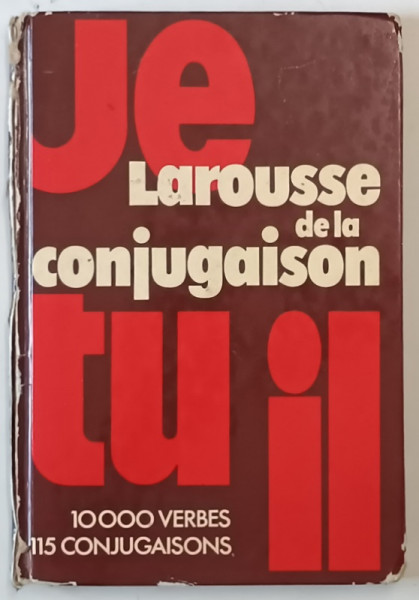 Je
Larousse
de la
conjugaison
tu il
10 000 VERBES
115 CONJUGAISONS